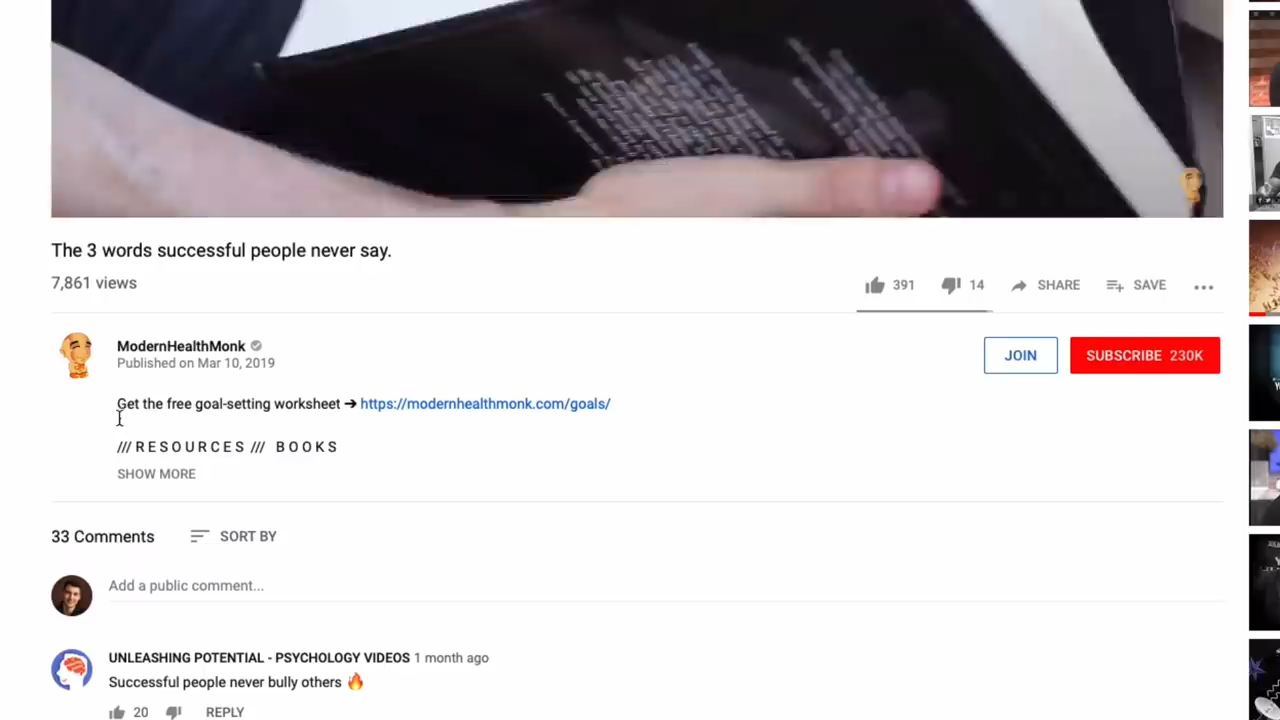 The 3 words successful people never say.
7,861 views
391 14 SHARE SAVE
ModernHealthMonk
Published on Mar 10, 2019
JOIN SUBSCRIBE 230K
Get the free goal-setting worksheet ➔ https://modernhealthmonk.com/goals/
/// R E S O U R C E S /// B O O K S
SHOW MORE
33 Comments SORT BY
Add a public comment...
UNLEASHING POTENTIAL - PSYCHOLOGY VIDEOS 1 month ago
Successful people never bully others 🔥
20 REPLY